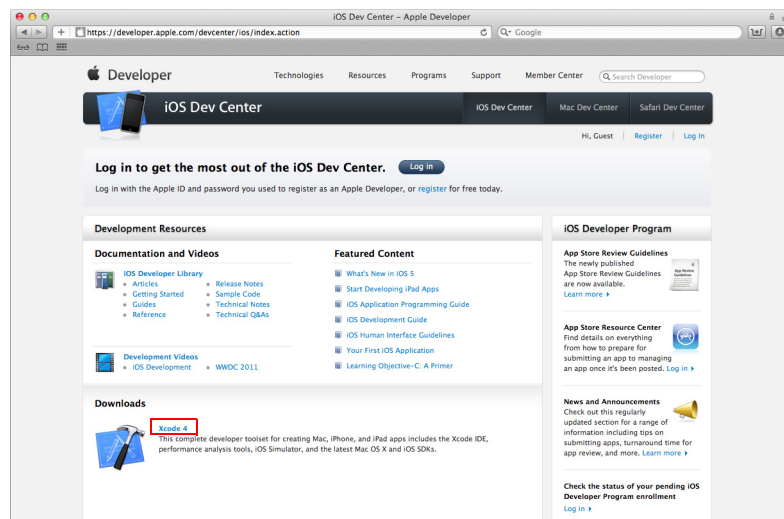 iOS Dev Center – Apple Developer
https://developer.apple.com/devcenter/ios/index.action
Google
Developer
Technologies Resources Programs Support Member Center Search Developer
iOS Dev Center
iOS Dev Center Mac Dev Center Safari Dev Center
Hi, Guest Register Log In
Log in to get the most out of the iOS Dev Center. Log in
Log in with the Apple ID and password you used to register as an Apple Developer, or register for free today.
Development Resources
Documentation and Videos
iOS Developer Library
Articles
Getting Started
Guides
Reference
Release Notes
Sample Code
Technical Notes
Technical Q&As
Development Videos
iOS Development WWDC 2011
Featured Content
What's New in iOS 5
Start Developing iPad Apps
iOS Application Programming Guide
iOS Development Guide
iOS Human Interface Guidelines
Your First iOS Application
Learning Objective-C: A Primer
Downloads
Xcode 4
This complete developer toolset for creating Mac, iPhone, and iPad apps includes the Xcode IDE,
performance analysis tools, iOS Simulator, and the latest Mac OS X and iOS SDKs.
iOS Developer Program
App Store Review Guidelines
The newly published
App Store Review Guidelines
are now available.
Learn more
App Review
Guidelines
App Store Resource Center
Find details on everything
from how to prepare for
submitting an app to managing
an app once it's been posted. Log in
News and Announcements
Check out this regularly
updated section for a range of
information including tips on
submitting apps, turnaround time for
app review, and more. Learn more
Check the status of your pending iOS
Developer Program enrollment
Log in